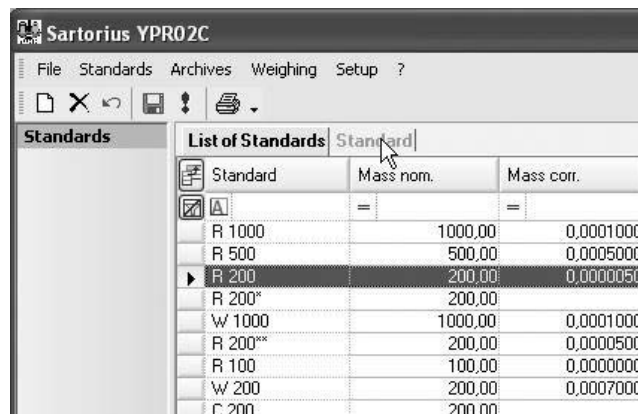 Sartorius YPR02C
File Standards Archives Weighing Setup ?
Standards
List of Standards Standard
Standard Mass nom. Mass corr.
A = =
R 1000 1000,00 0,0001000
R 500 500,00 0,0005000
R 200 200,00 0,0000050
R 200* 200,00
W 1000 1000,00 0,0001000
R 200** 200,00 0,0000500
R 100 100,00 0,0000000
W 200 200,00 0,0007000
C 200 200,00